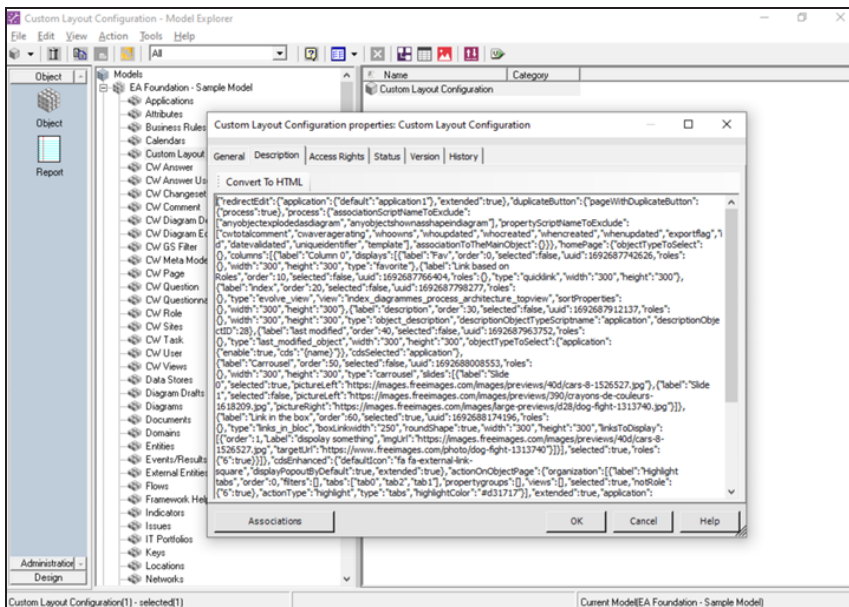 Custom Layout Configuration - Model Explorer
File Edit View Action Tools Help
All
Object
Object
Report
Administration
Design
Models
EA Foundation - Sample Model
Applications
Attributes
Business Rules
Calendars
Custom Layout
CW Answer
CW Answer Us
CW Changeset
CW Comment
CW Diagram De
CW Diagram Ed
CW GS Filter
CW Meta Mode
CW Page
CW Question
CW Questionna
CW Role
CW Sites
CW Task
CW User
CW Views
Data Stores
Diagram Drafts
Diagrams
Documents
Domains
Entities
Events/Results
External Entities
Flows
Framework Help
Indicators
Issues
IT Portfolios
Keys
Locations
Networks
Name Category
Custom Layout Configuration
Custom Layout Configuration properties: Custom Layout Configuration
General Description Access Rights Status Version History
Convert To HTML
{"redirectEdit":{"application":{"default":"application1"},"extended":true},"duplicateButton":{"pageWithDuplicateButton":
{"process":true},"process":{"associationScriptNameToExclude":
["anyobjectexplodedasdiagram","anyobjectshownasshapeindiagram"],"propertyScriptNameToExclude":
["cwtotalcomment","cwaveragerating","whoowns","whoupdated","whocreated","whencreated","whenupdated","exportflag","i
d","datevalidated","uniqueidentifier","template"],"associationToTheMainObject":{}}},"homePage":{"objectTypeToSelect":
{},"columns":[{"label":"Column 0","displays":[{"label":"Fav","order":0,"selected":false,"uuid":1692687742626,"roles":
{},"width":"300","height":"300","type":"favorite"},{"label":"Link based on
Roles","order":10,"selected":false,"uuid":1692687766404,"roles":{},"type":"quicklink","width":"300","height":"300"},
{"label":"index","order":20,"selected":false,"uuid":1692687798277,"roles":
{},"type":"evolve_view","view":"index_diagrammes_process_architecture_topview","sortProperties":
{},"width":"300","height":"300"},{"label":"description","order":30,"selected":false,"uuid":1692687912137,"roles":
{},"width":"300","height":"300","type":"object_description","descriptionObjectTypeScriptname":"application","descriptionObje
ctID":28},{"label":"last modified","order":40,"selected":false,"uuid":1692687963752,"roles":
{},"type":"last_modified_object","width":"300","height":"300","objectTypeToSelect":{"application":
{"enable":true,"cds":"{name}"}},"cdsSelected":"application"},
{"label":"Carrousel","order":50,"selected":false,"uuid":1692688008553,"roles":
{},"width":"300","height":"300","type":"carrousel","slides":[{"label":"Slide
0","selected":true,"pictureLeft":"https://images.freeimages.com/images/previews/40d/cars-8-1526527.jpg"},{"label":"Slide
1","selected":false,"pictureLeft":"https://images.freeimages.com/images/previews/390/crayons-de-couleurs-
1618209.jpg","pictureRight":"https://images.freeimages.com/images/large-previews/d28/dog-fight-1313740.jpg"}]},
{"label":"Link in the box","order":60,"selected":true,"uuid":1692688174196,"roles":
{},"type":"links_in_bloc","boxLinkwidth":"250","roundShape":true,"width":"300","height":"300","linksToDisplay":
[{"order":1,"Label":"dispolay something","imgUrl":"https://images.freeimages.com/images/previews/40d/cars-8-
1526527.jpg","targetUrl":"https://www.freeimages.com/photo/dog-fight-1313740"}]}],"selected":true,"roles":
{"6":true}}]},"cdsEnhanced":{"defaultIcon":"fa fa-external-link-
square","displayPopoutByDefault":true,"extended":true},"actionOnObjectPage":{"organization":[{"label":"Highlight
tabs","order":0,"filters":[],"tabs":["tab0","tab2","tab1"],"propertygroups":[],"views":[],"selected":true,"notRole":
{"6":true},"actionType":"highlight","type":"tabs","highlightColor":"#d31717"}],"extended":true,"application":
Associations
OK Cancel Help
Custom Layout Configuration(1) - selected(1)
Current Model(EA Foundation - Sample Model)